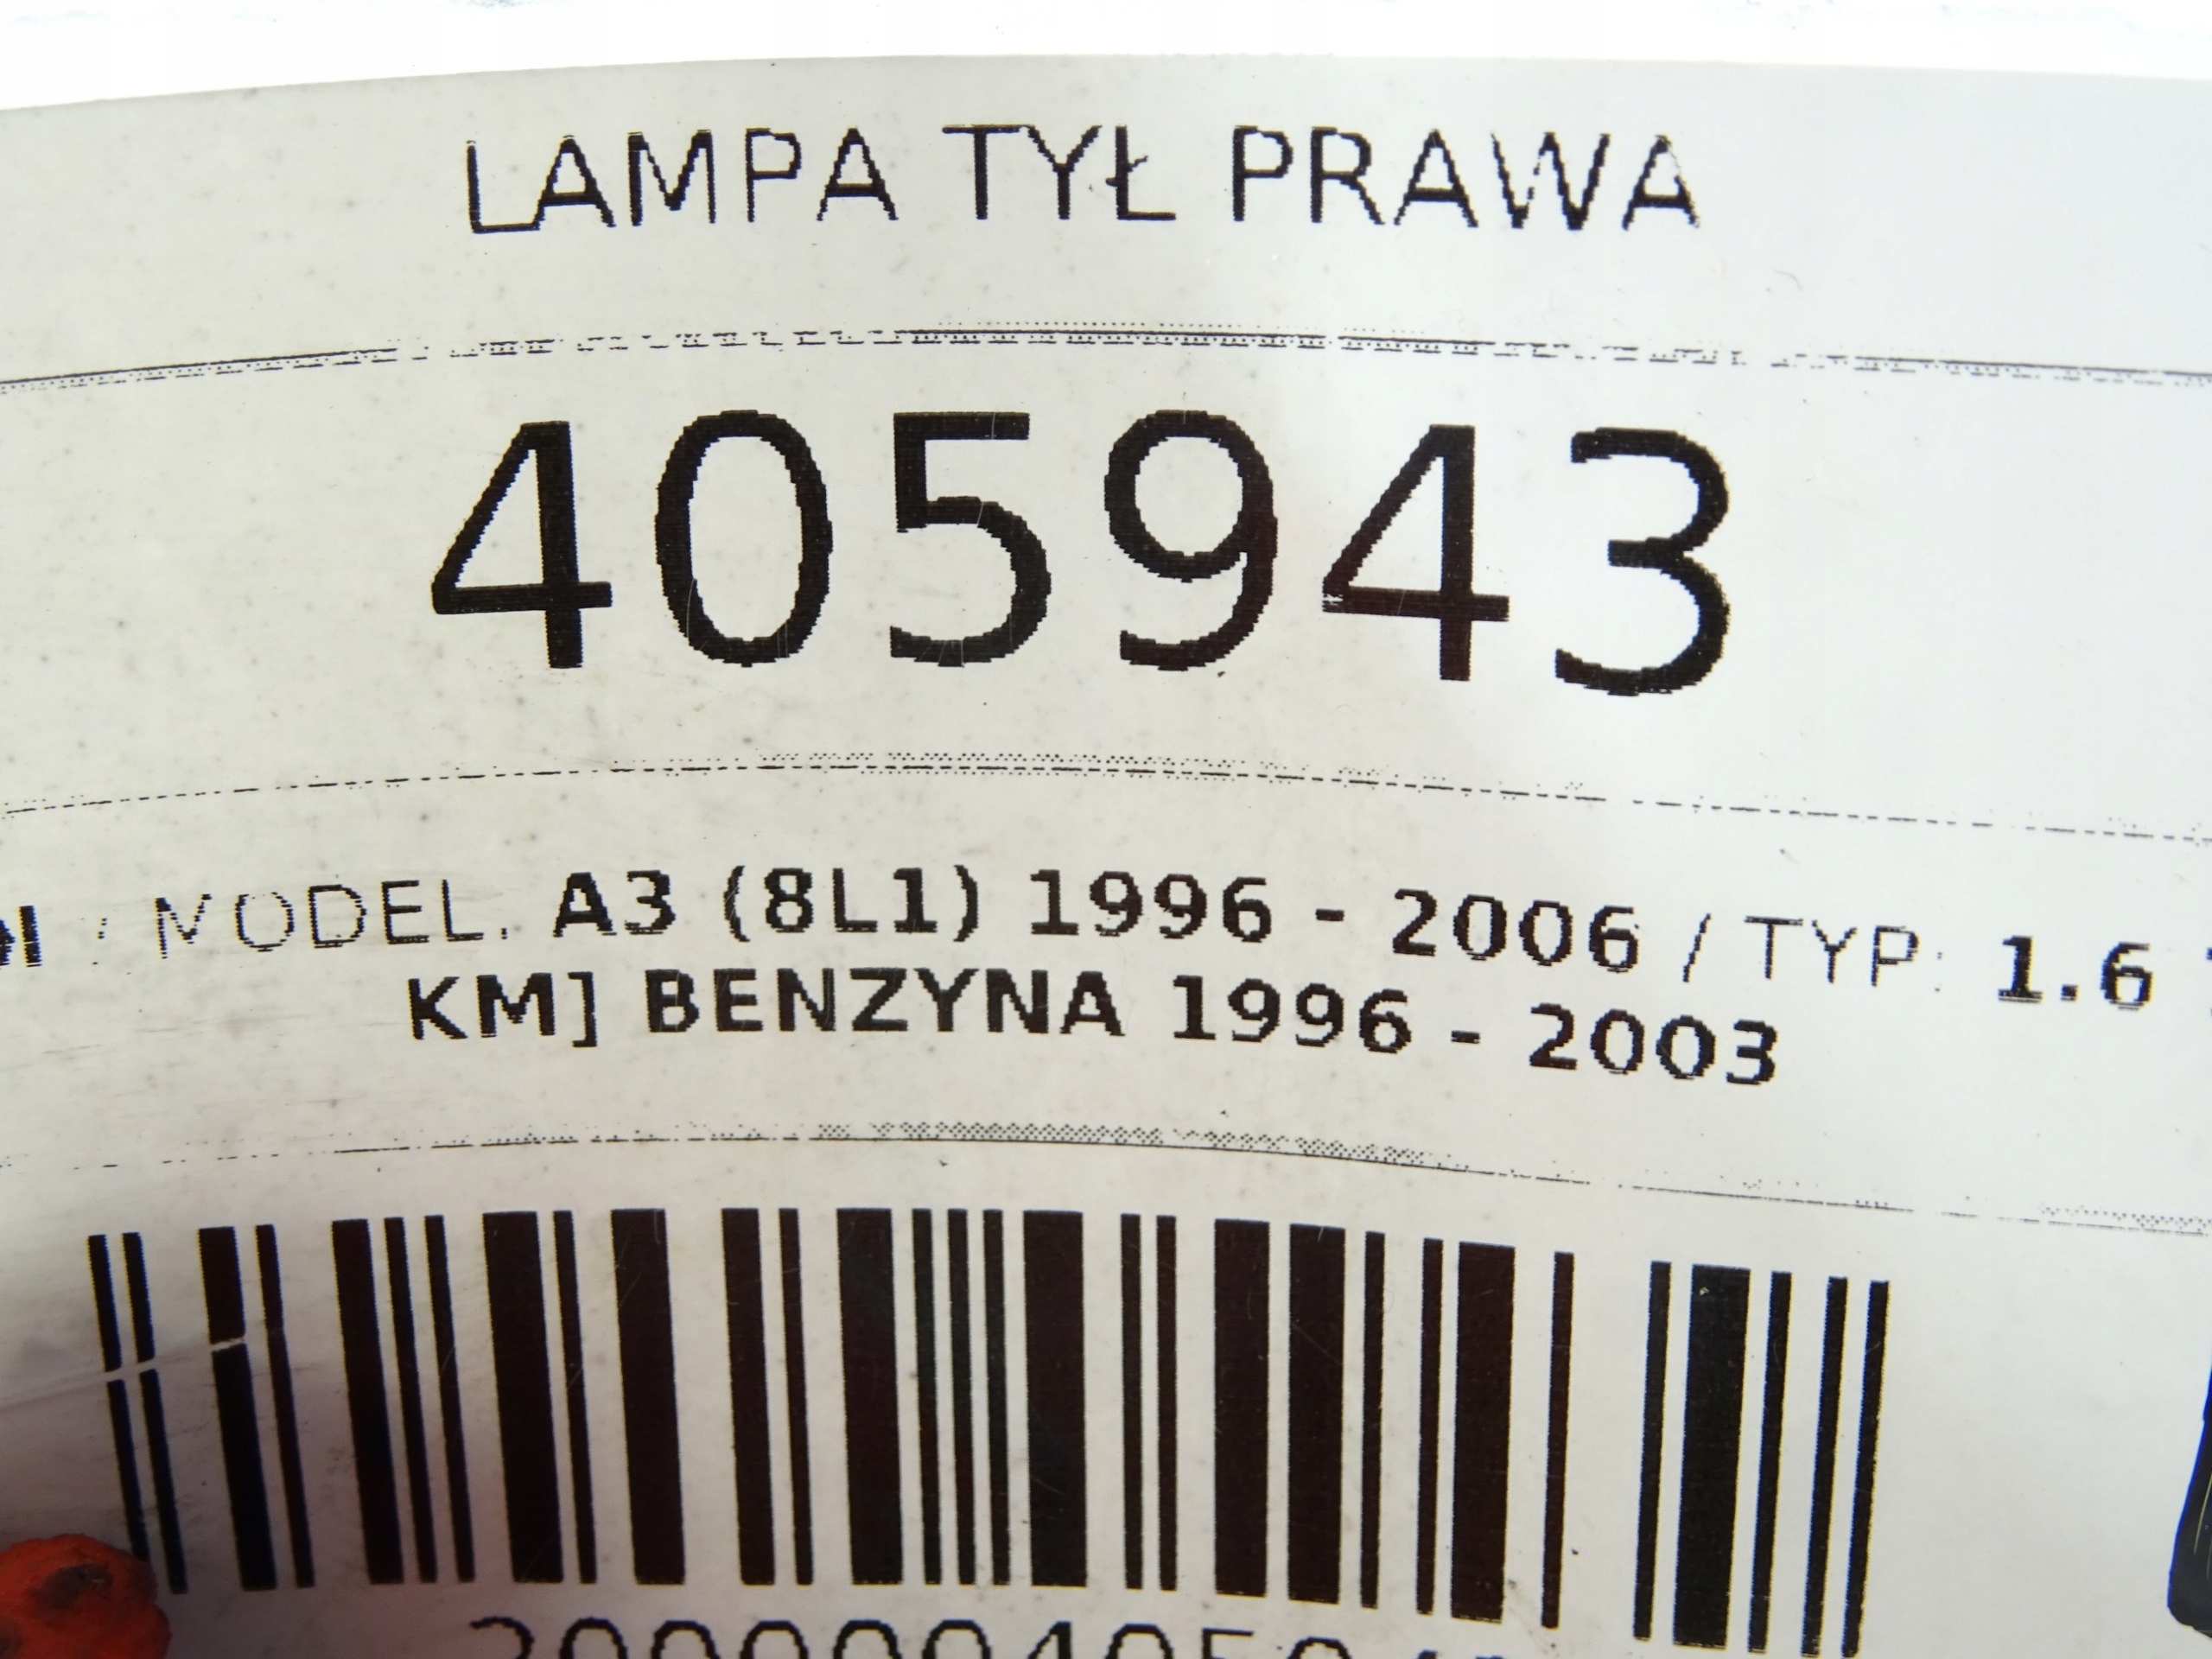 LAMPA TYŁ PRAWA
405943
MODEL: A3 (8L1) 1996 - 2006 / TYP: 1.6
KM] BENZYNA 1996 - 2003